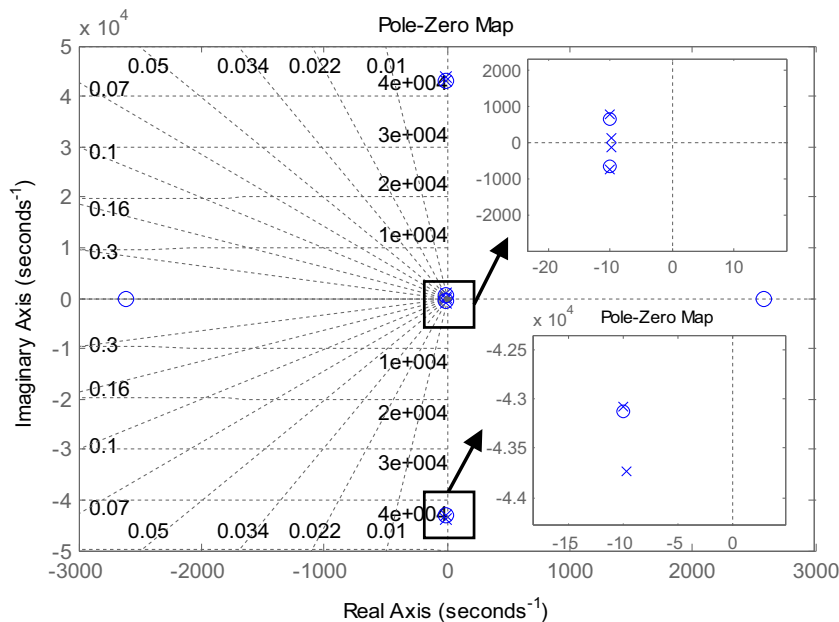 Pole-Zero Map
x 10^4
5
4
3
2
1
0
-1
-2
-3
-4
-5
-3000 -2000 -1000 0 1000 2000 3000
Real Axis (seconds^-1)
Imaginary Axis (seconds^-1)
0.05 0.034 0.022 0.01
0.07
0.1
0.16
0.3
0.3
0.16
0.1
0.07
0.05 0.034 0.022 0.01
4e+004
3e+004
2e+004
1e+004
1e+004
2e+004
3e+004
4e+004
2000
1000
0
-1000
-2000
-20 -10 0 10
Pole-Zero Map
x 10^4
-4.25
-4.3
-4.35
-4.4
-15 -10 -5 0